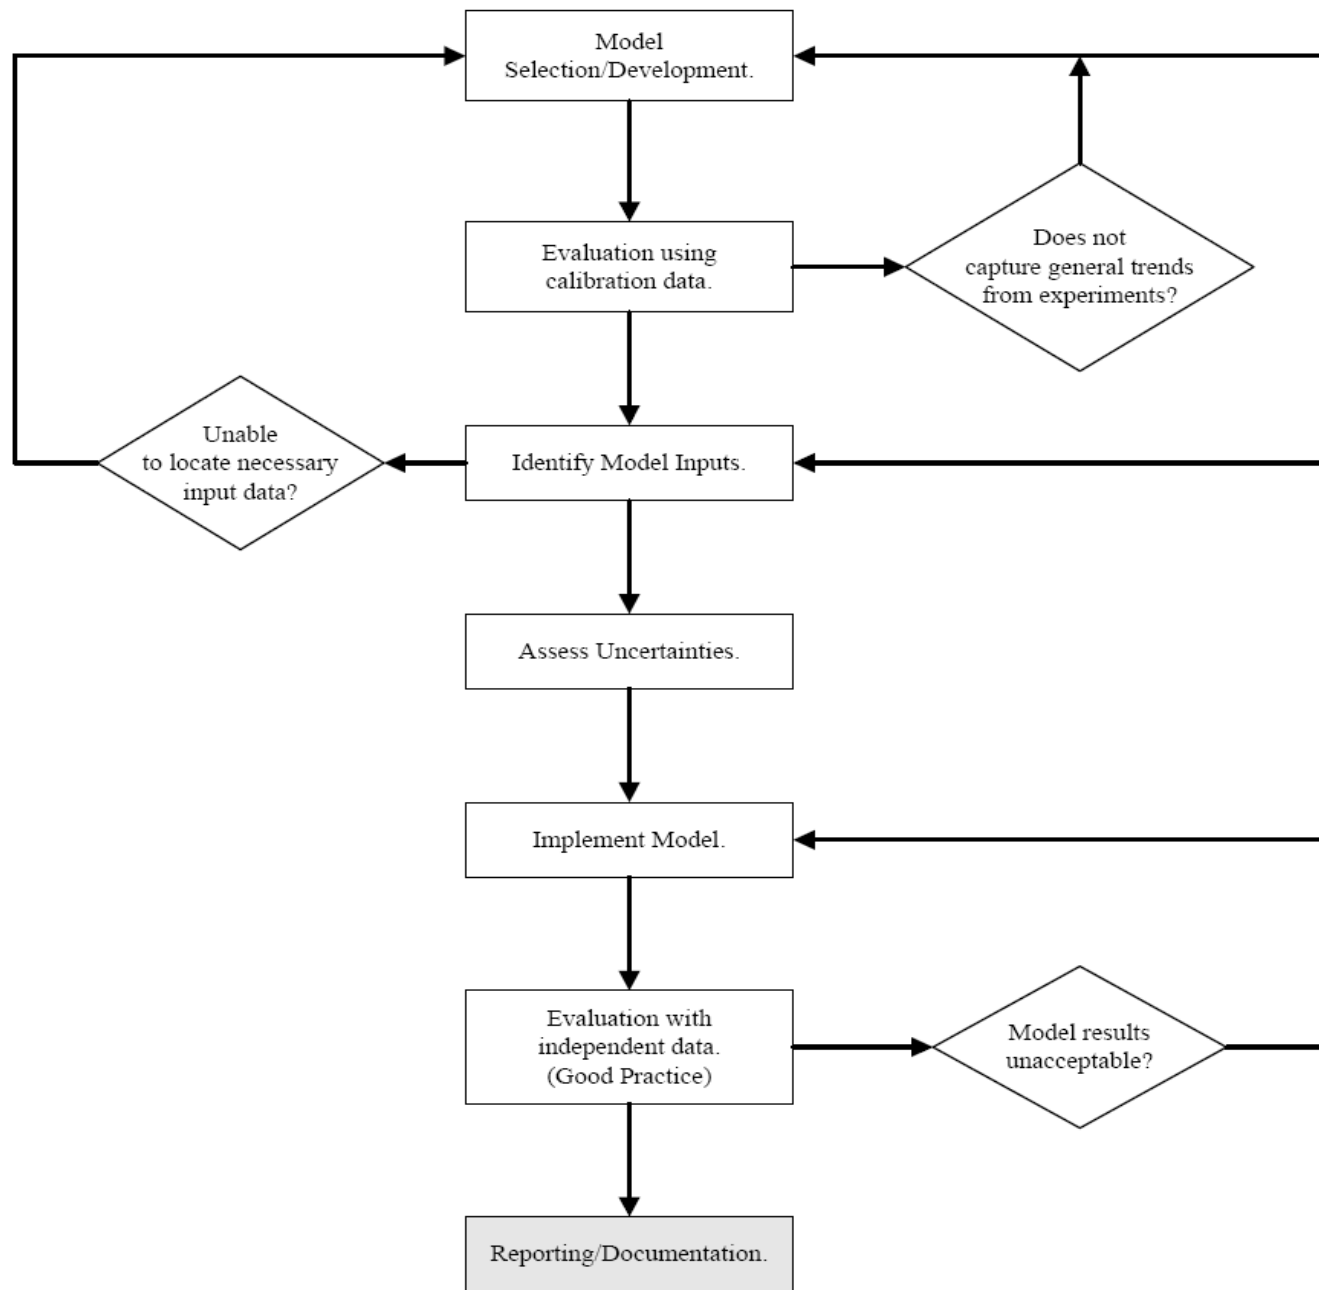 Model
Selection/Development.
Evaluation using
calibration data.
Does not
capture general trends
from experiments?
Unable
to locate necessary
input data?
Identify Model Inputs.
Assess Uncertainties.
Implement Model.
Evaluation with
independent data.
(Good Practice)
Model results
unacceptable?
Reporting/Documentation.